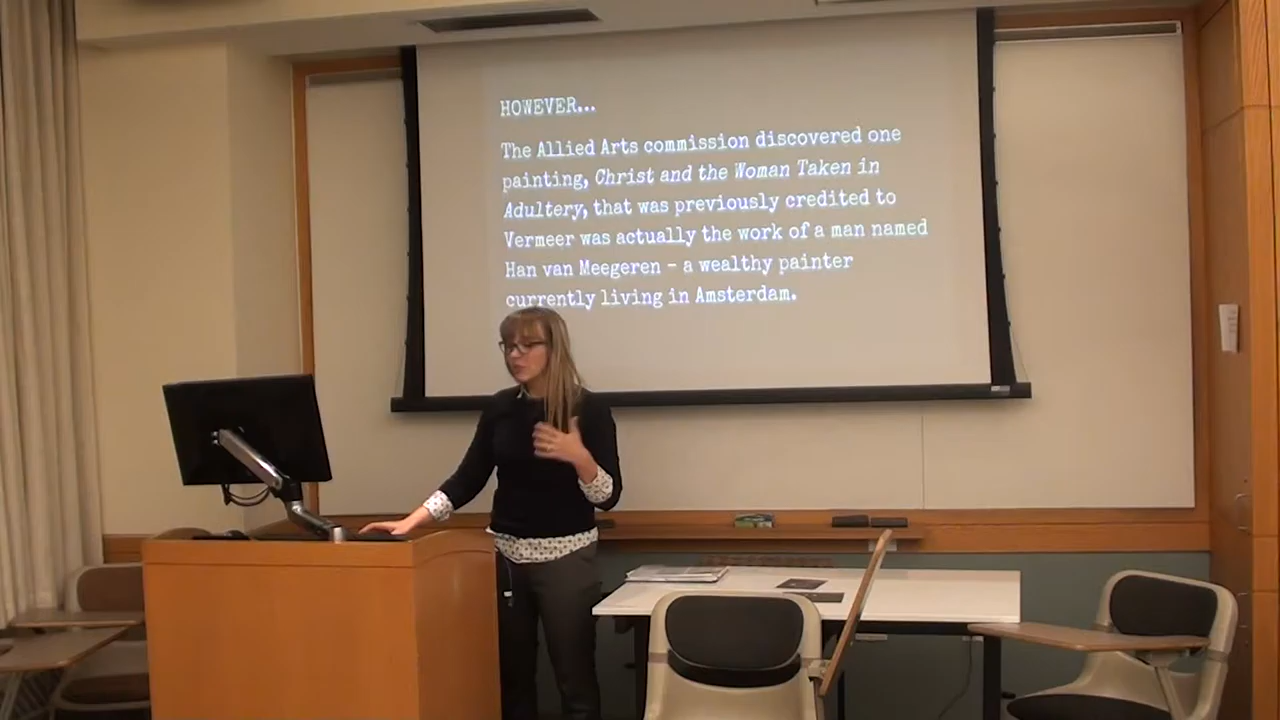 HOWEVER...
The Allied Arts commission discovered one
painting, Christ and the Woman Taken in
Adultery, that was previously credited to
Vermeer was actually the work of a man named
Han van Meegeren - a wealthy painter
currently living in Amsterdam.